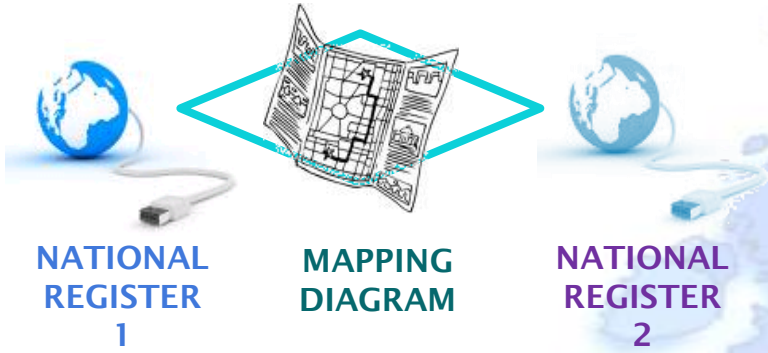 NATIONAL
REGISTER
1
MAPPING
DIAGRAM
NATIONAL
REGISTER
2